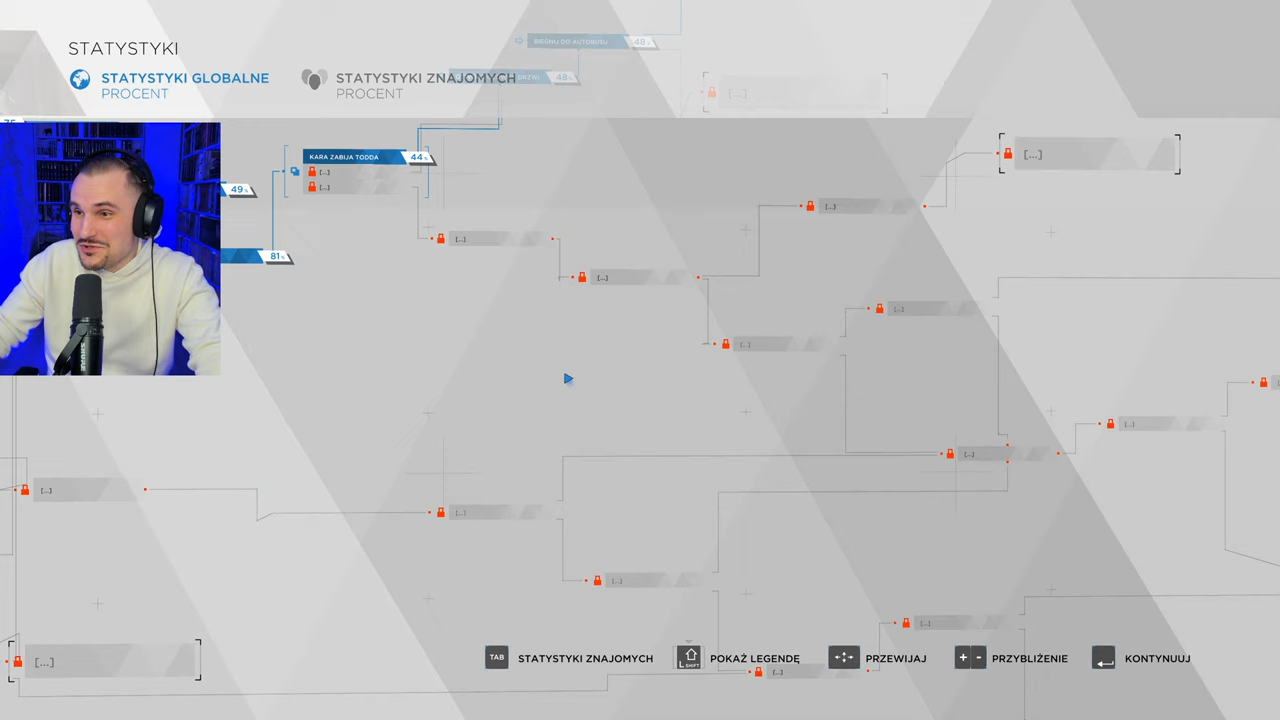 STATYSTYKI
STATYSTYKI GLOBALNE
PROCENT
STATYSTYKI ZNAJOMYCH
PROCENT
BIEGNIJ DO AUTOBUSU 48%
DRZWI 48%
[...]
KARA ZABIJA TODDA 44%
[...]
[...]
49%
81%
[...]
[...]
[...]
[...]
[...]
[...]
[...]
[...]
[...]
[...]
[...]
[...]
[...]
[...]
TAB STATYSTYKI ZNAJOMYCH
L SHIFT POKAŻ LEGENDĘ
PRZEWIJAJ
+ - PRZYBLIŻENIE
KONTYNUUJ